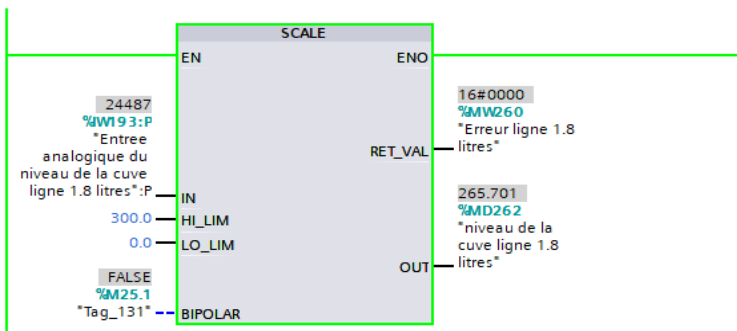 SCALE
EN
ENO
24487
%IW193:P
"Entree
analogique du
niveau de la cuve
ligne 1.8 litres":P
IN
300.0
HI_LIM
0.0
LO_LIM
FALSE
%M25.1
"Tag_131"
BIPOLAR
16#0000
%MW260
"Erreur ligne 1.8
litres"
RET_VAL
265.701
%MD262
"niveau de la
cuve ligne 1.8
litres"
OUT